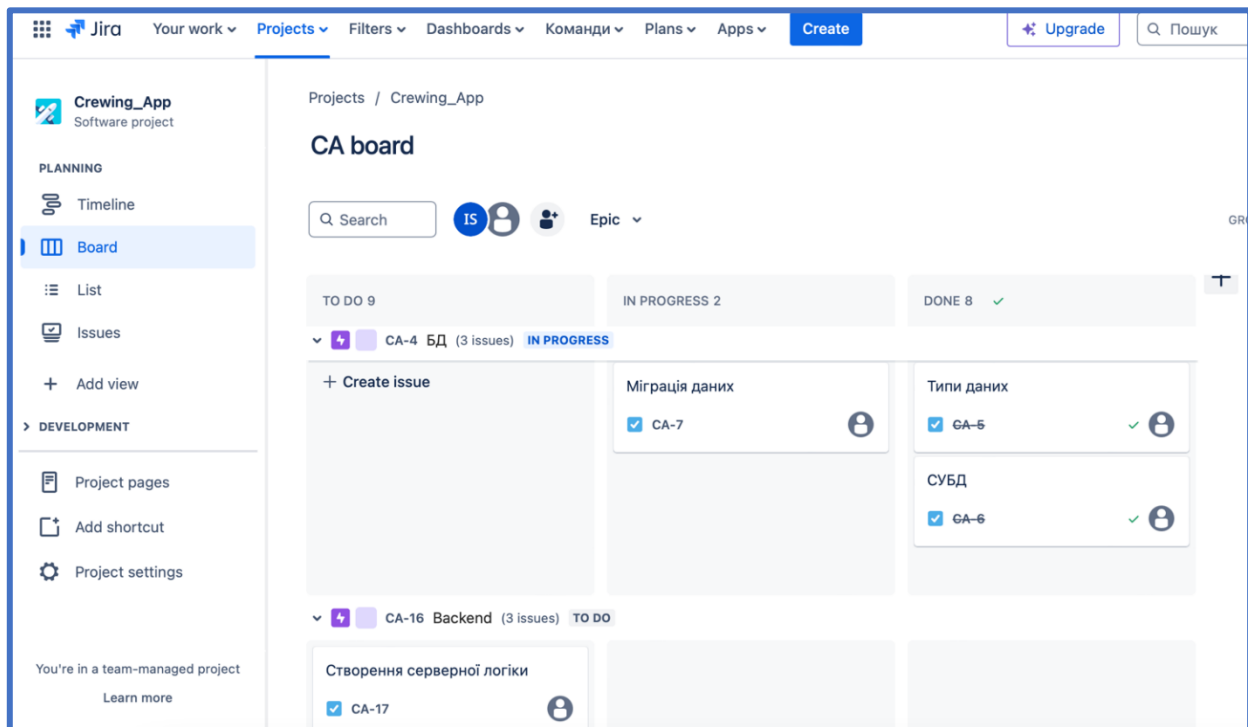 Jira Your work Projects Filters Dashboards Команди Plans Apps Create Upgrade Пошук
Crewing_App
Software project
PLANNING
Timeline
Board
List
Issues
Add view
DEVELOPMENT
Project pages
Add shortcut
Project settings
You're in a team-managed project
Learn more
Projects / Crewing_App
CA board
Search IS Epic
TO DO 9 IN PROGRESS 2 DONE 8
CA-4 БД (3 issues) IN PROGRESS
+ Create issue
Міграція даних
CA-7
Типи даних
CA-5
СУБД
CA-6
CA-16 Backend (3 issues) TO DO
Створення серверної логіки
CA-17